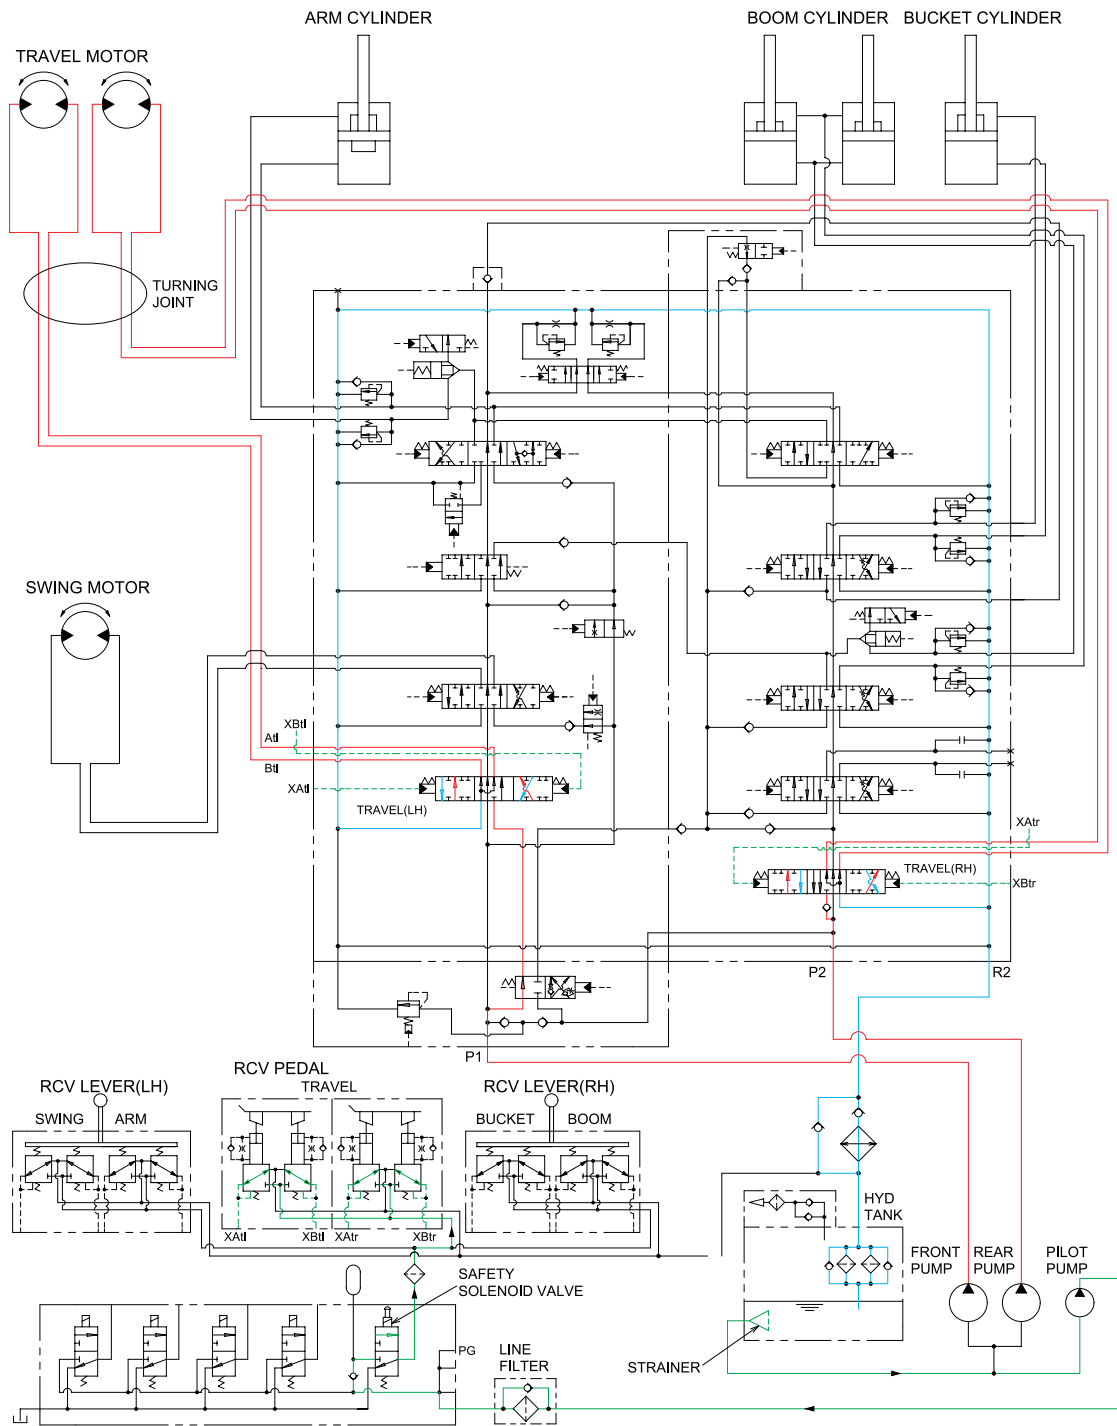 ARM CYLINDER
BOOM CYLINDER
BUCKET CYLINDER
TRAVEL MOTOR
TURNING
JOINT
SWING MOTOR
XBtl
Atl
Btl
XAtl
TRAVEL(LH)
XAtr
TRAVEL(RH)
XBtr
P2
R2
P1
RCV LEVER(LH)
SWING
ARM
RCV PEDAL
TRAVEL
RCV LEVER(RH)
BUCKET
BOOM
XAtl
XBtl
XAtr
XBtr
HYD
TANK
FRONT
PUMP
REAR
PUMP
PILOT
PUMP
SAFETY
SOLENOID VALVE
PG
LINE
FILTER
STRAINER